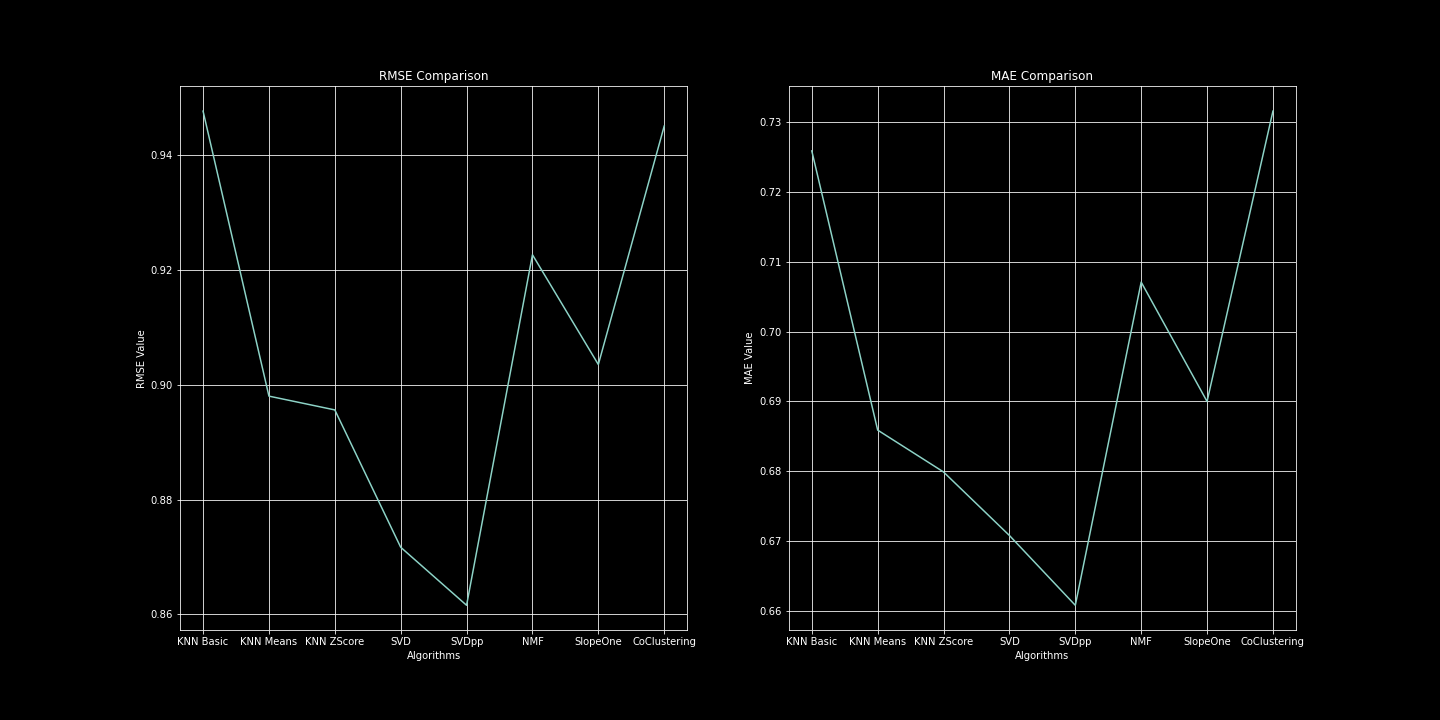 RMSE Comparison
0.94
0.92
0.90
0.88
0.86
RMSE Value
KNN Basic KNN Means KNN ZScore SVD SVDpp NMF SlopeOne CoClustering
Algorithms
MAE Comparison
0.73
0.72
0.71
0.70
0.69
0.68
0.67
0.66
MAE Value
KNN Basic KNN Means KNN ZScore SVD SVDpp NMF SlopeOne CoClustering
Algorithms